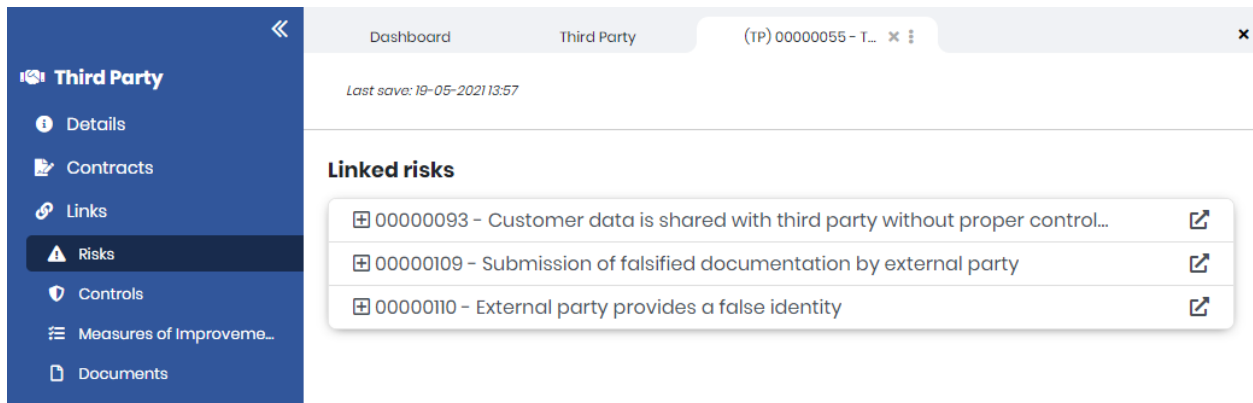 Dashboard
Third Party
(TP) 00000055 - T...
Third Party
Last save: 19-05-2021 13:57
Details
Contracts
Links
Risks
Controls
Measures of Improveme...
Documents
Linked risks
00000093 - Customer data is shared with third party without proper control...
00000109 - Submission of falsified documentation by external party
00000110 - External party provides a false identity